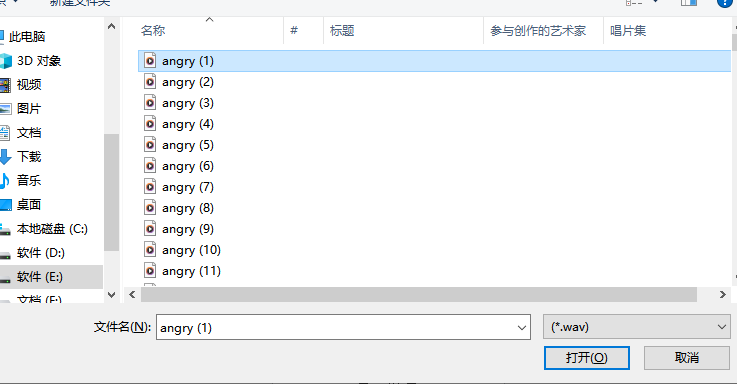 新建文件夹
名称 # 标题 参与创作的艺术家 唱片集
此电脑
3D 对象
视频
图片
文档
下载
音乐
桌面
本地磁盘 (C:)
软件 (D:)
软件 (E:)
文档 (F:)
angry (1)
angry (2)
angry (3)
angry (4)
angry (5)
angry (6)
angry (7)
angry (8)
angry (9)
angry (10)
angry (11)
文件名(N): angry (1) (*.wav)
打开(O) 取消